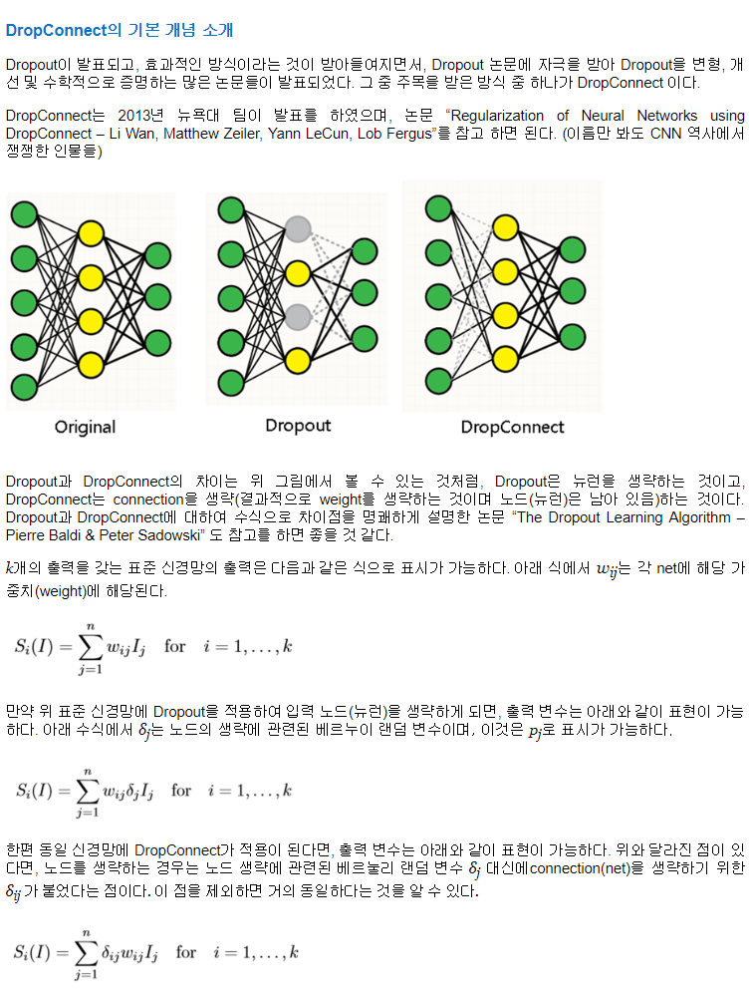 DropConnect의 기본 개념 소개
Dropout이 발표되고, 효과적인 방식이라는 것이 받아들여지면서, Dropout 논문에 자극을 받아 Dropout을 변형, 개
선 및 수학적으로 증명하는 많은 논문들이 발표되었다. 그 중 주목을 받은 방식 중 하나가 DropConnect 이다.
DropConnect는 2013년 뉴욕대 팀이 발표를 하였으며, 논문 “Regularization of Neural Networks using
DropConnect – Li Wan, Matthew Zeiler, Yann LeCun, Lob Fergus”를 참고 하면 된다. (이름만 봐도 CNN 역사에서
쟁쟁한 인물들)
Original Dropout DropConnect
Dropout과 DropConnect의 차이는 위 그림에서 볼 수 있는 것처럼, Dropout은 뉴런을 생략하는 것이고,
DropConnect는 connection을 생략(결과적으로 weight를 생략하는 것이며 노드(뉴런)은 남아 있음)하는 것이다.
Dropout과 DropConnect에 대하여 수식으로 차이점을 명쾌하게 설명한 논문 “The Dropout Learning Algorithm –
Pierre Baldi & Peter Sadowski” 도 참고를 하면 좋을 것 같다.
k개의 출력을 갖는 표준 신경망의 출력은 다음과 같은 식으로 표시가 가능하다. 아래 식에서 w_ij는 각 net에 해당 가
중치(weight)에 해당된다.
S_i(I) = ∑_{j=1}^{n} w_{ij} I_j for i = 1, . . . , k
만약 위 표준 신경망에 Dropout을 적용하여 입력 노드(뉴런)을 생략하게 되면, 출력 변수는 아래와 같이 표현이 가능
하다. 아래 수식에서 δ_j는 노드의 생략에 관련된 베르누이 랜덤 변수이며, 이것은 p_j로 표시가 가능하다.
S_i(I) = ∑_{j=1}^{n} w_{ij} δ_j I_j for i = 1, . . . , k
한편 동일 신경망에 DropConnect가 적용이 된다면, 출력 변수는 아래와 같이 표현이 가능하다. 위와 달라진 점이 있
다면, 노드를 생략하는 경우는 노드 생략에 관련된 베르눌리 랜덤 변수 δ_j 대신에connection(net)을 생략하기 위한
δ_ij 가 붙었다는 점이다. 이 점을 제외하면 거의 동일하다는 것을 알 수 있다.
S_i(I) = ∑_{j=1}^{n} δ_{ij} w_{ij} I_j for i = 1, . . . , k